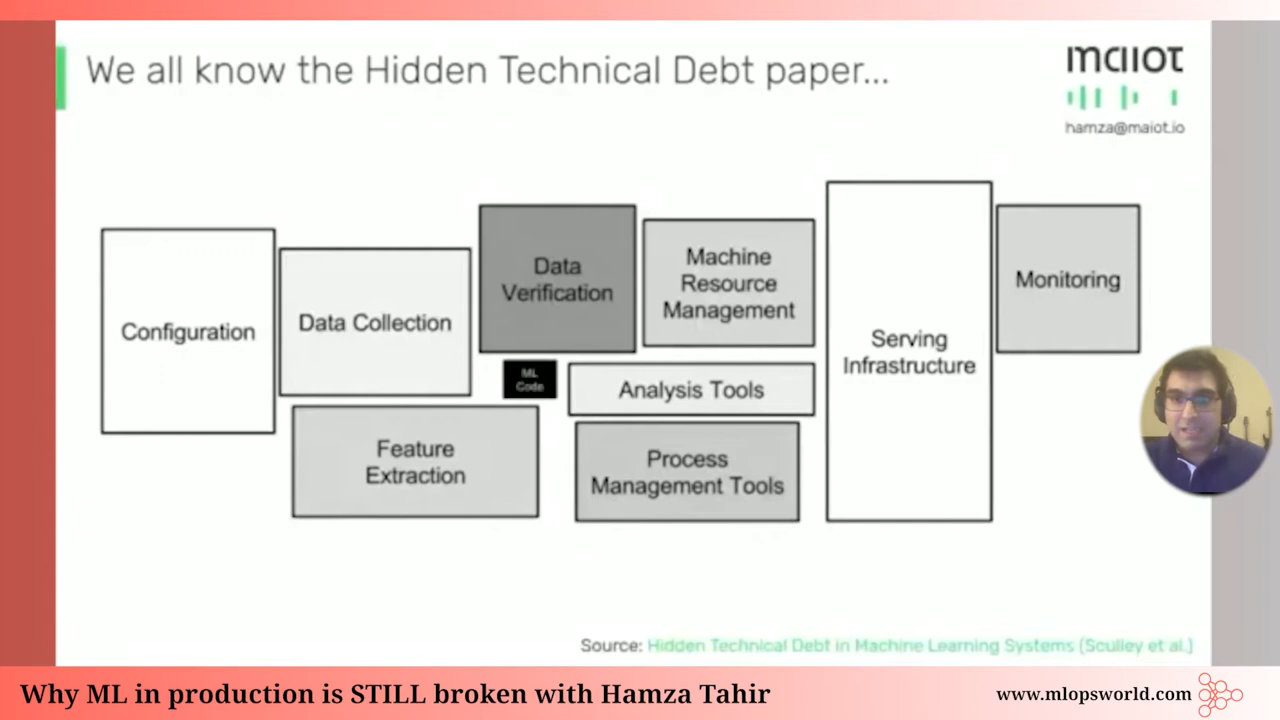 We all know the Hidden Technical Debt paper...
maiot
hamza@maiot.io
Configuration
Data Collection
Data
Verification
Machine
Resource
Management
Serving
Infrastructure
Monitoring
ML
Code
Analysis Tools
Feature
Extraction
Process
Management Tools
Source: Hidden Technical Debt in Machine Learning Systems (Sculley et al.)
Why ML in production is STILL broken with Hamza Tahir
www.mlopsworld.com